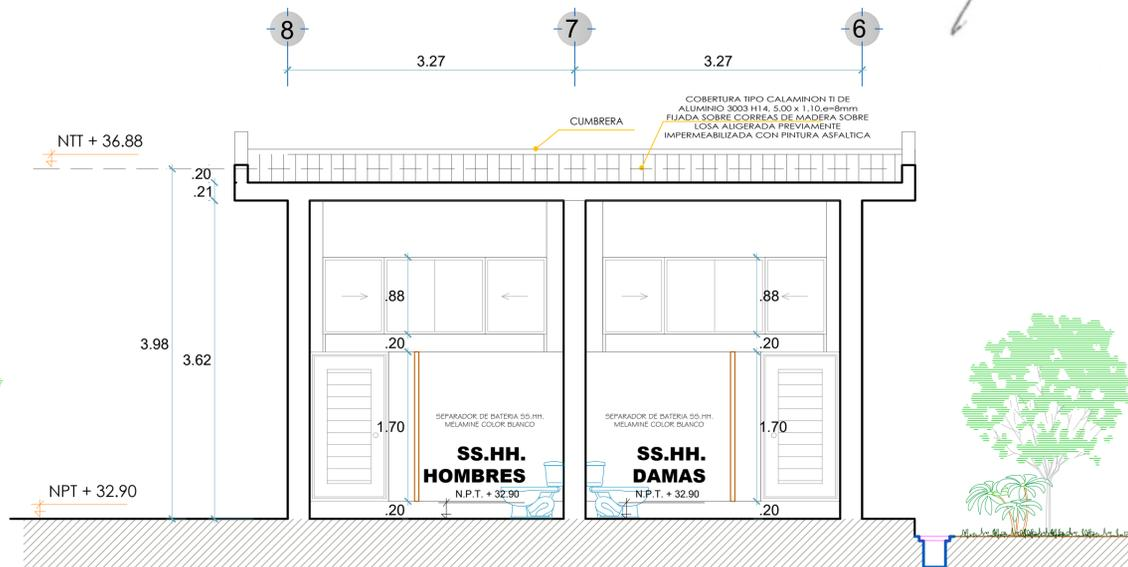 8
7
6
3.27
3.27
COBERTURA TIPO CALAMINON TI DE
ALUMINIO 3003 H14, 5.00 x 1,10,e=8mm
FIJADA SOBRE CORREAS DE MADERA SOBRE
LOSA ALIGERADA PREVIAMENTE
IMPERMEABILIZADA CON PINTURA ASFALTICA
CUMBRERA
NTT + 36.88
.20
.21
.88
.88
.20
.20
3.98
3.62
SEPARADOR DE BATERIA SS.HH.
MELAMINE COLOR BLANCO
SEPARADOR DE BATERIA SS.HH.
MELAMINE COLOR BLANCO
1.70
1.70
SS.HH.
HOMBRES
N.P.T. + 32.90
SS.HH.
DAMAS
N.P.T. + 32.90
NPT + 32.90
.20
.20